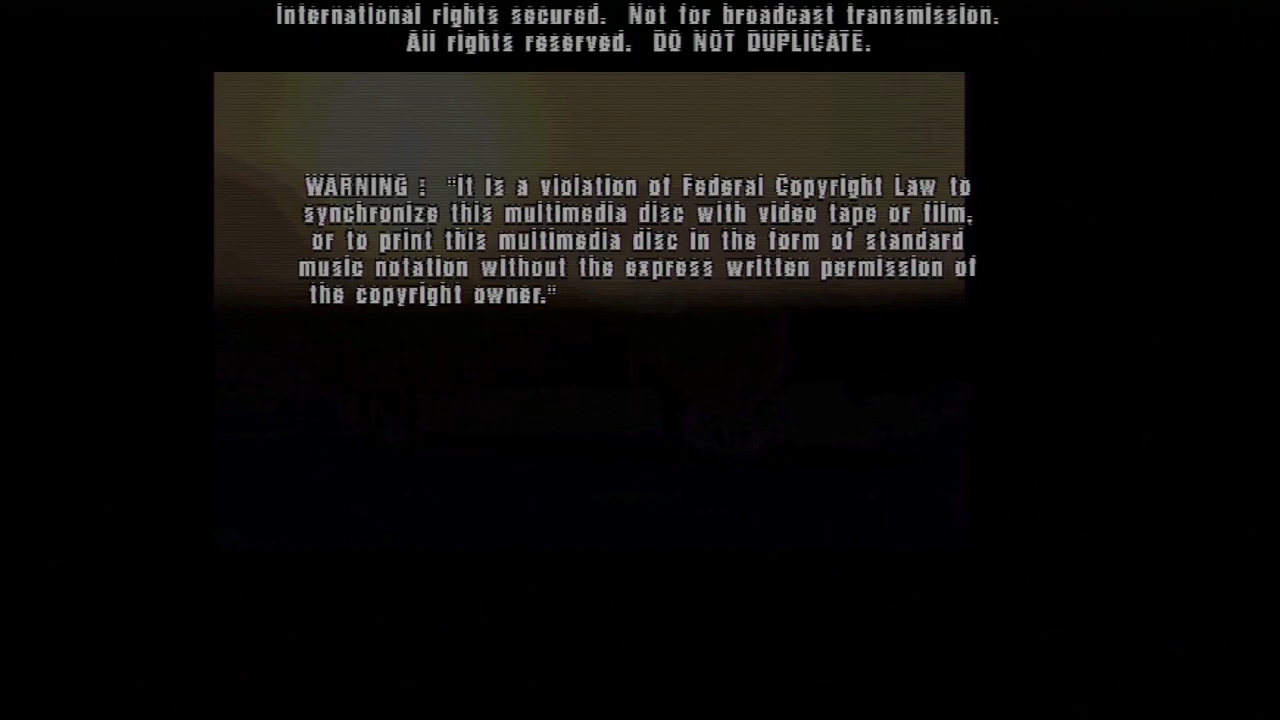 International rights secured. Not for broadcast transmission.
All rights reserved. DO NOT DUPLICATE.
WARNING : "It is a violation of Federal Copyright Law to
synchronize this multimedia disc with video tape or film,
or to print this multimedia disc in the form of standard
music notation without the express written permission of
the copyright owner."